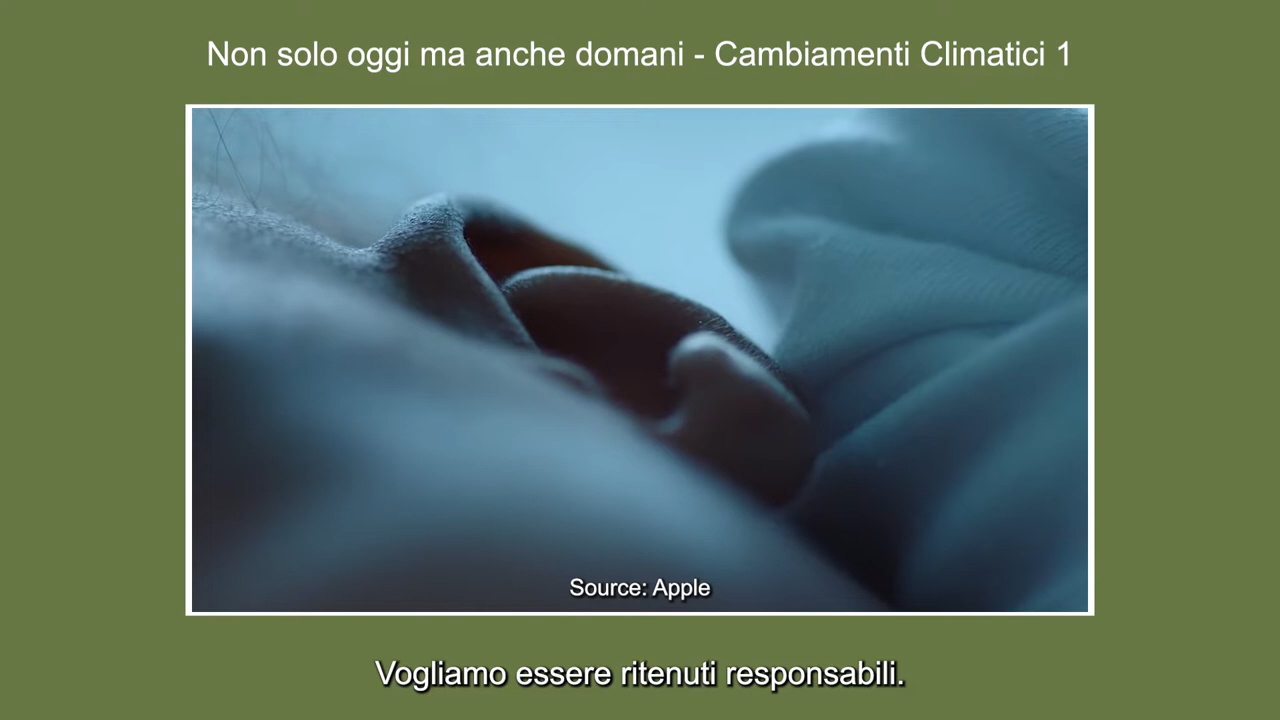 Non solo oggi ma anche domani - Cambiamenti Climatici 1
Source: Apple
Vogliamo essere ritenuti responsabili.